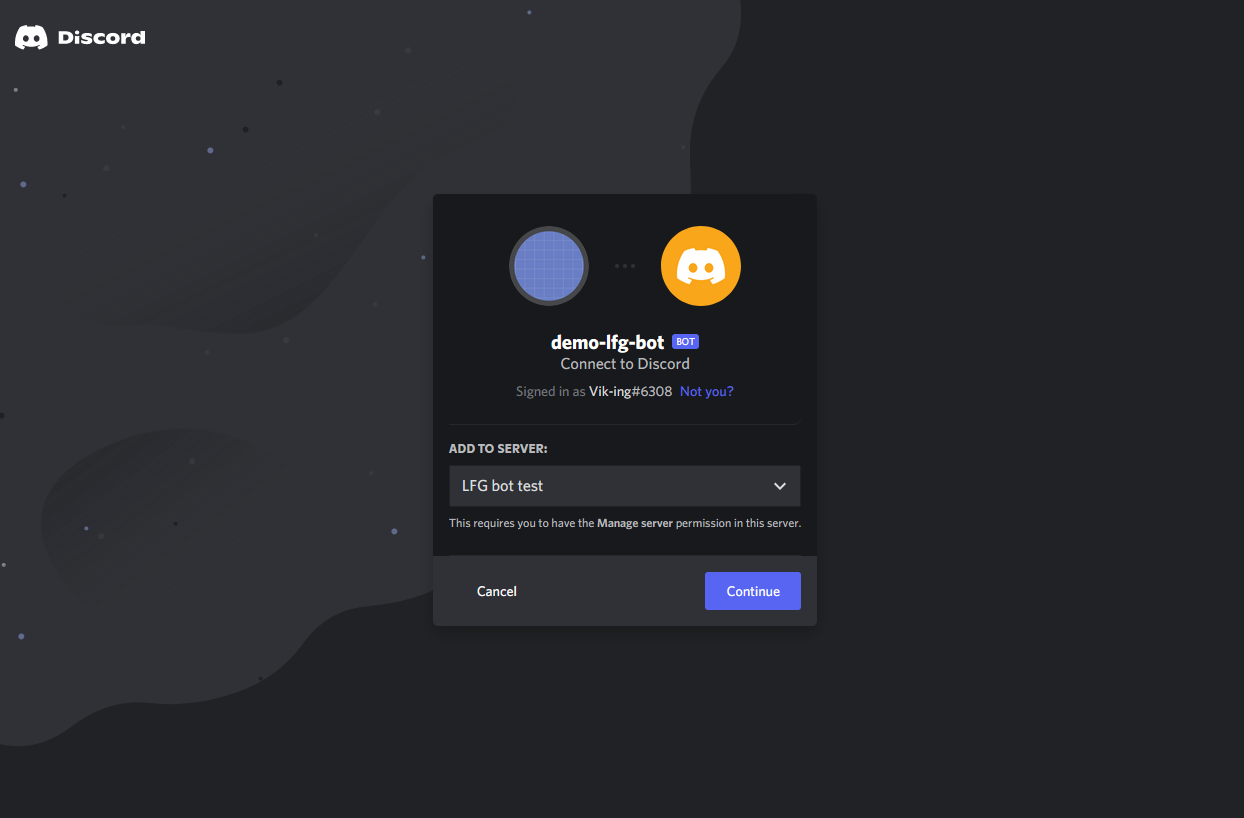 Discord
demo-lfg-bot BOT
Connect to Discord
Signed in as Vik-ing#6308 Not you?
ADD TO SERVER:
LFG bot test
This requires you to have the Manage server permission in this server.
Cancel
Continue